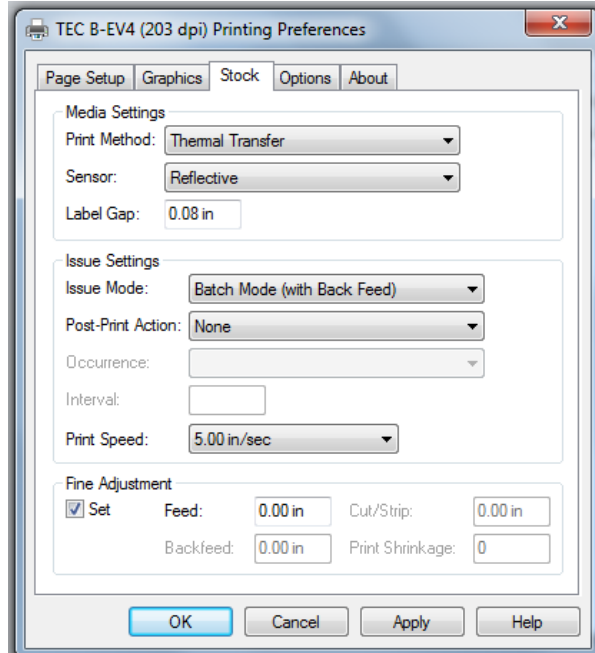 TEC B-EV4 (203 dpi) Printing Preferences
Page Setup Graphics Stock Options About
Media Settings
Print Method: Thermal Transfer
Sensor: Reflective
Label Gap: 0.08 in
Issue Settings
Issue Mode: Batch Mode (with Back Feed)
Post-Print Action: None
Occurrence:
Interval:
Print Speed: 5.00 in/sec
Fine Adjustment
Set Feed: 0.00 in Cut/Strip: 0.00 in
Backfeed: 0.00 in Print Shrinkage: 0
OK Cancel Apply Help